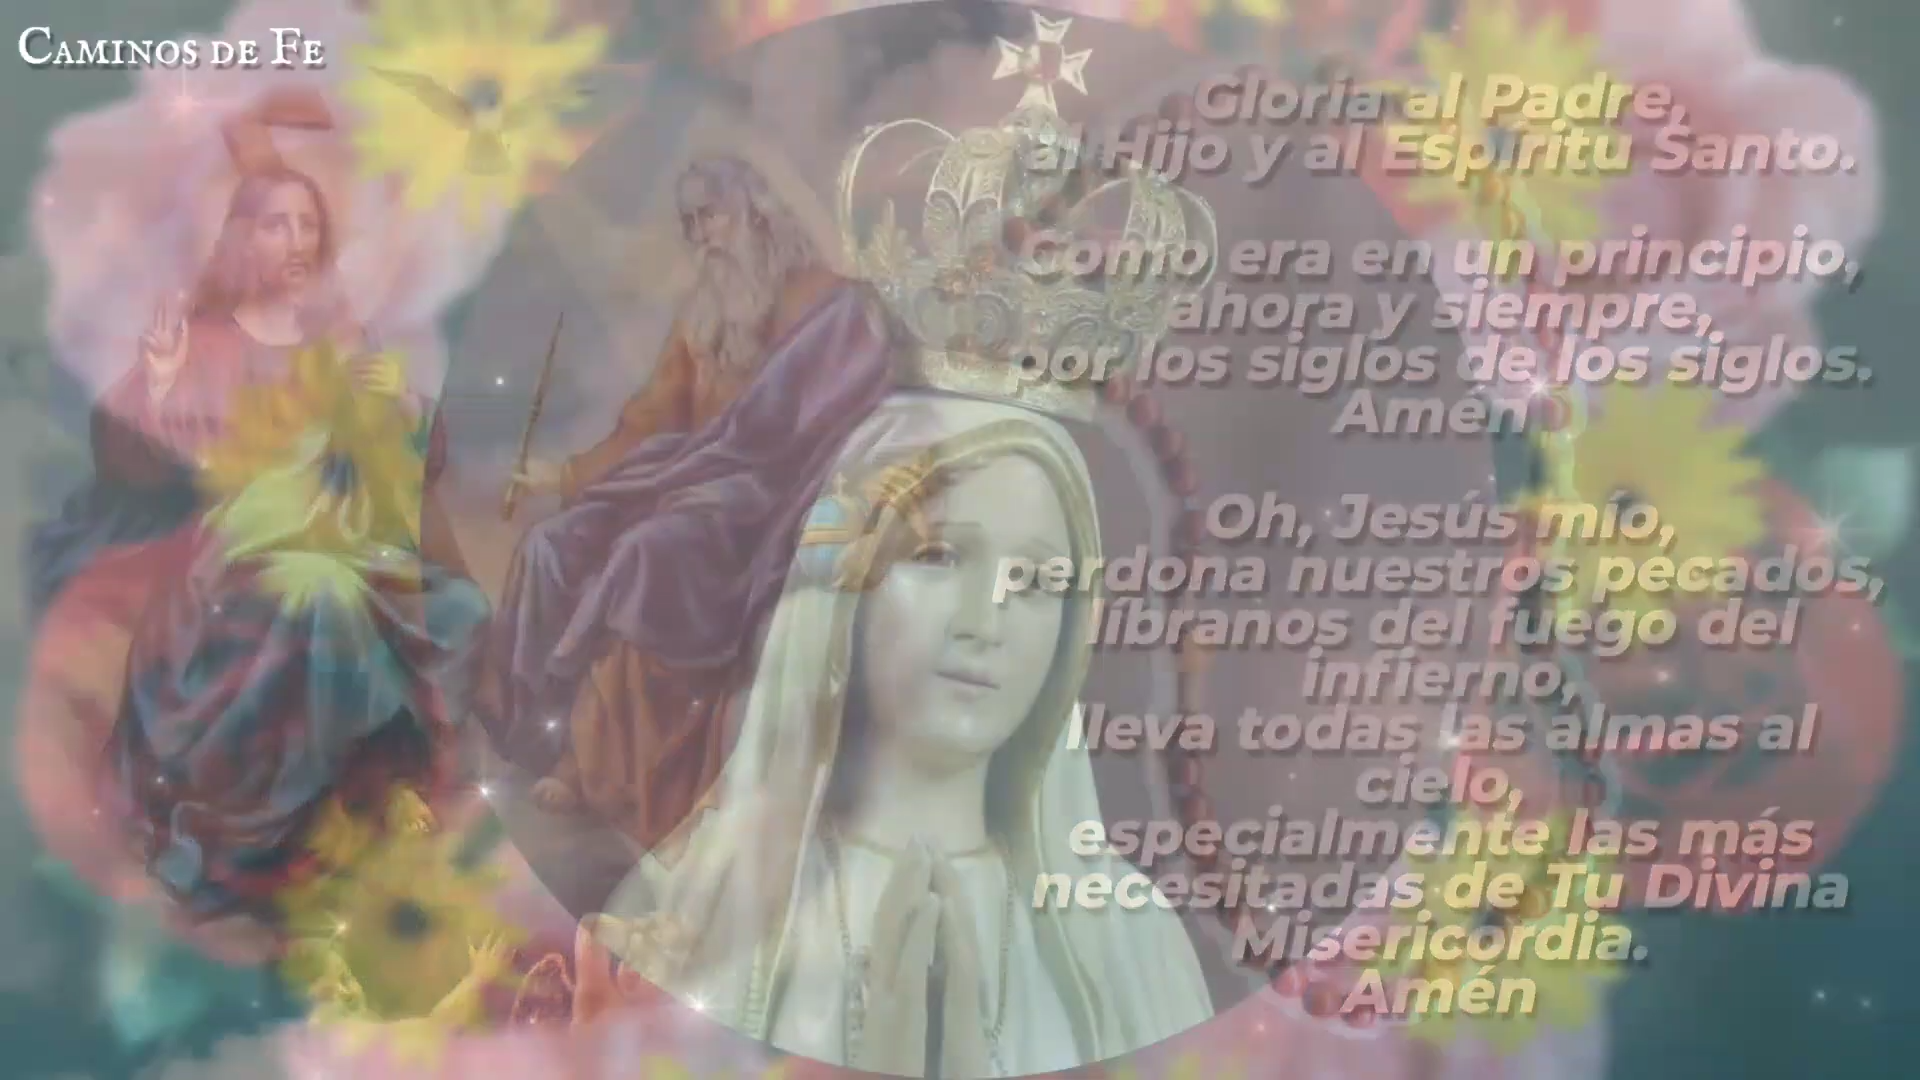 Caminos de Fe
Gloria al Padre,
al Hijo y al Espíritu Santo.
Como era en un principio,
ahora y siempre,
por los siglos de los siglos.
Amén
Oh, Jesús mío,
perdona nuestros pecados,
líbranos del fuego del
infierno,
lleva todas las almas al
cielo,
especialmente las más
necesitadas de Tu Divina
Misericordia.
Amén